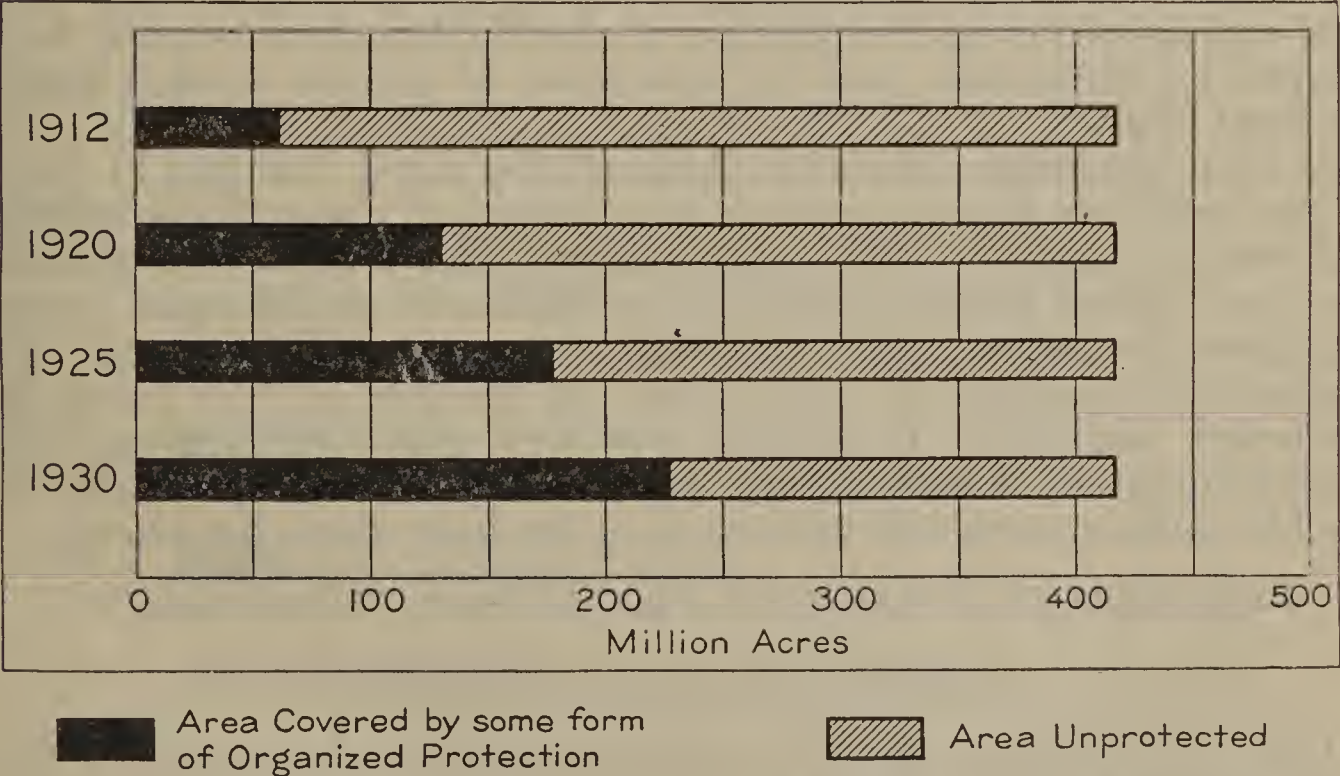 1912
1920
1925
1930
0 100 200 300 400 500
Million Acres
Area Covered by some form
of Organized Protection
Area Unprotected